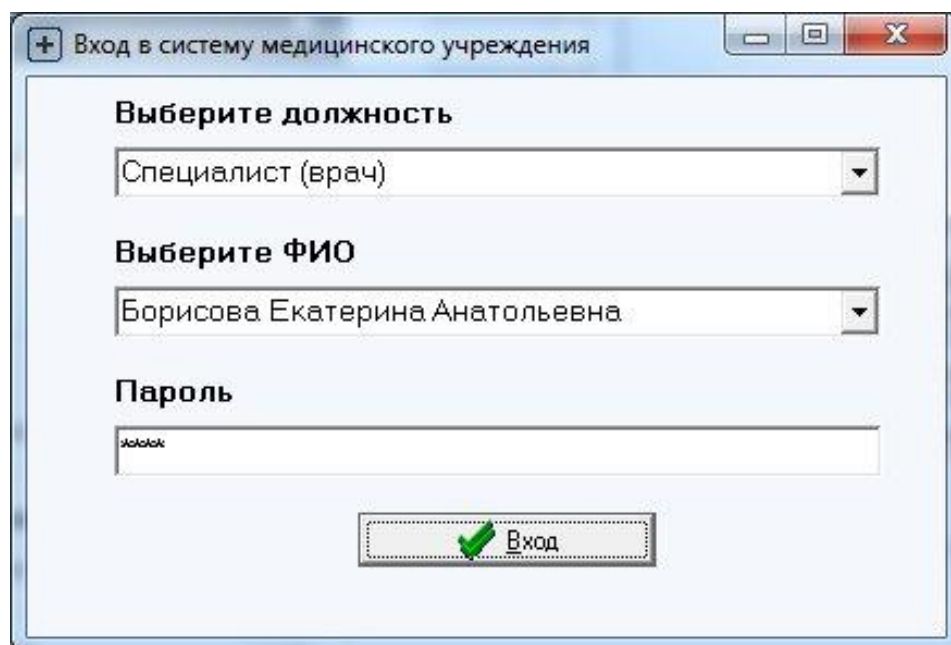 Вход в систему медицинского учреждения
Выберите должность
Специалист (врач)
Выберите ФИО
Борисова Екатерина Анатольевна
Пароль
****
Вход